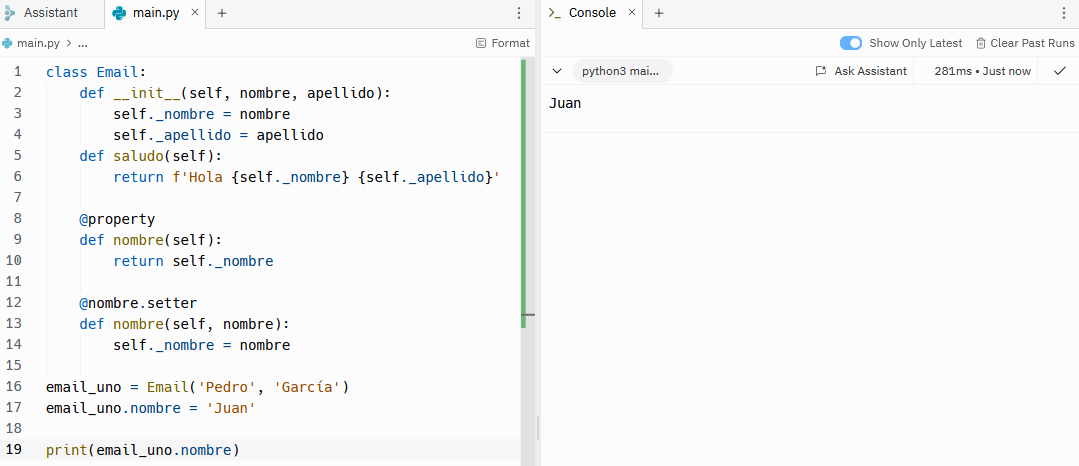 Assistant
main.py × +
main.py > ...
Format
1 class Email:
2     def __init__(self, nombre, apellido):
3         self._nombre = nombre
4         self._apellido = apellido
5     def saludo(self):
6         return f'Hola {self._nombre} {self._apellido}'
7
8     @property
9     def nombre(self):
10         return self._nombre
11
12     @nombre.setter
13     def nombre(self, nombre):
14         self._nombre = nombre
15
16 email_uno = Email('Pedro', 'García')
17 email_uno.nombre = 'Juan'
18
19 print(email_uno.nombre)
Console × +
Show Only Latest
Clear Past Runs
python3 mai...
Ask Assistant
281ms • Just now
Juan